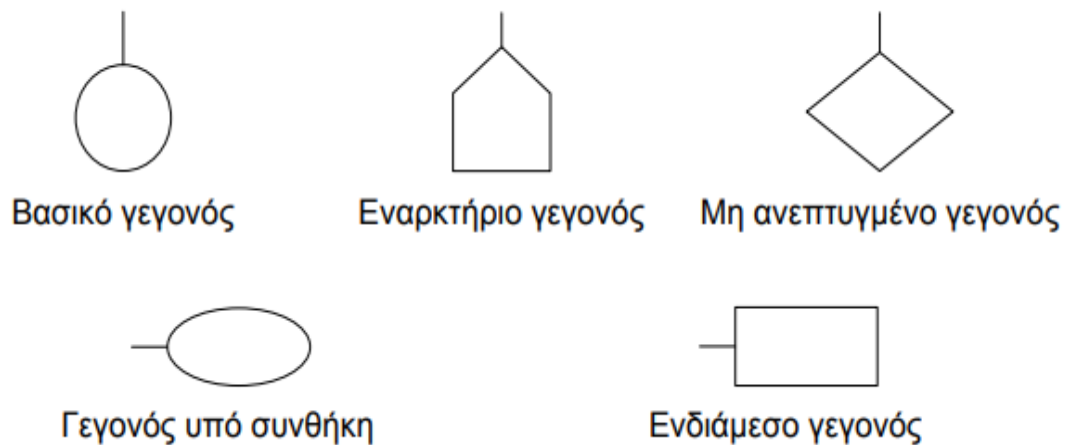 Βασικό γεγονός
Εναρκτήριο γεγονός
Μη ανεπτυγμένο γεγονός
Γεγονός υπό συνθήκη
Ενδιάμεσο γεγονός